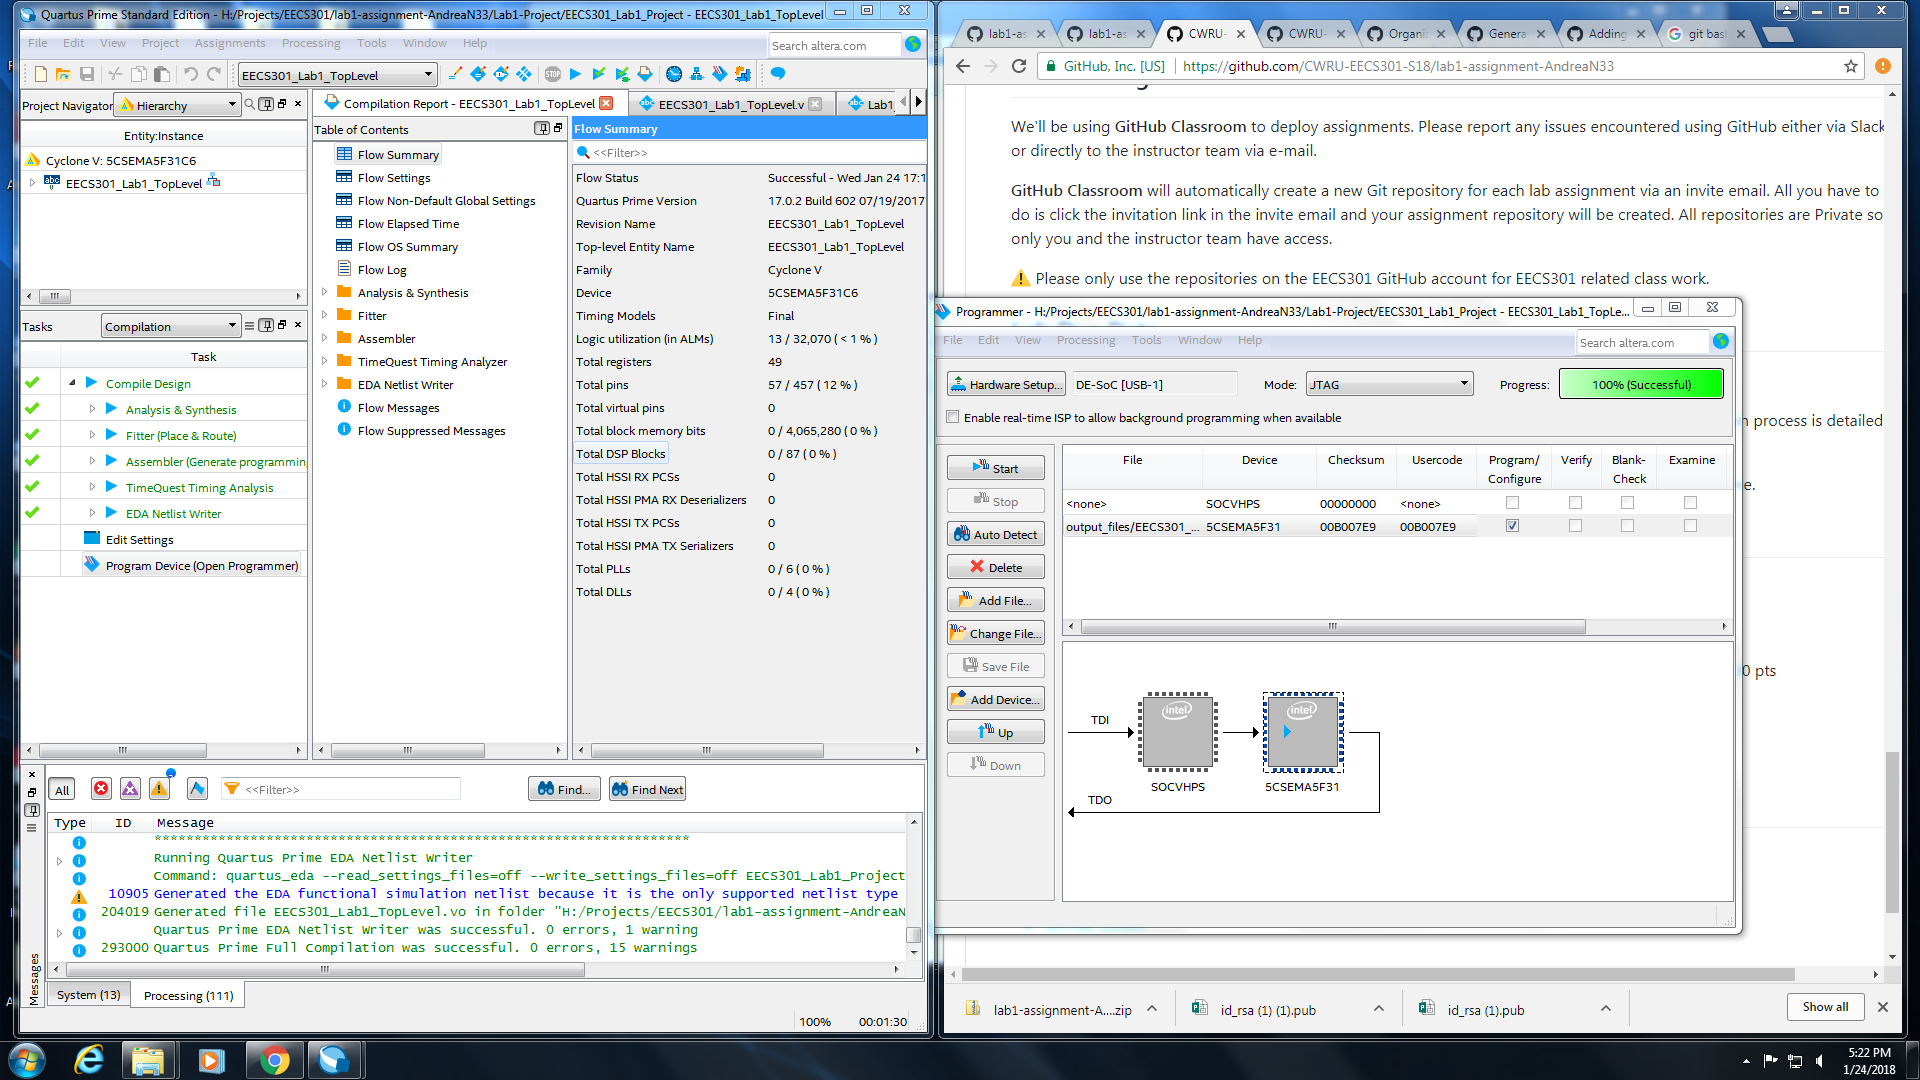 Quartus Prime Standard Edition - H:/Projects/EECS301/lab1-assignment-AndreaN33/Lab1-Project/EECS301_Lab1_Project - EECS301_Lab1_TopLevel
File Edit View Project Assignments Processing Tools Window Help
Search altera.com
EECS301_Lab1_TopLevel
Project Navigator
Hierarchy
Entity:Instance
Cyclone V: 5CSEMA5F31C6
EECS301_Lab1_TopLevel
Tasks
Compilation
Task
Compile Design
Analysis & Synthesis
Fitter (Place & Route)
Assembler (Generate programming
TimeQuest Timing Analysis
EDA Netlist Writer
Edit Settings
Program Device (Open Programmer)
Compilation Report - EECS301_Lab1_TopLevel
EECS301_Lab1_TopLevel.v
Lab1
Table of Contents
Flow Summary
Flow Settings
Flow Non-Default Global Settings
Flow Elapsed Time
Flow OS Summary
Flow Log
Analysis & Synthesis
Fitter
Assembler
TimeQuest Timing Analyzer
EDA Netlist Writer
Flow Messages
Flow Suppressed Messages
Flow Summary
<<Filter>>
Flow Status Successful - Wed Jan 24 17:1
Quartus Prime Version 17.0.2 Build 602 07/19/2017
Revision Name EECS301_Lab1_TopLevel
Top-level Entity Name EECS301_Lab1_TopLevel
Family Cyclone V
Device 5CSEMA5F31C6
Timing Models Final
Logic utilization (in ALMs) 13 / 32,070 ( < 1 % )
Total registers 49
Total pins 57 / 457 ( 12 % )
Total virtual pins 0
Total block memory bits 0 / 4,065,280 ( 0 % )
Total DSP Blocks 0 / 87 ( 0 % )
Total HSSI RX PCSs 0
Total HSSI PMA RX Deserializers 0
Total HSSI TX PCSs 0
Total HSSI PMA TX Serializers 0
Total PLLs 0 / 6 ( 0 % )
Total DLLs 0 / 4 ( 0 % )
All
<<Filter>>
Find...
Find Next
Type ID Message
*******************************************************************
Running Quartus Prime EDA Netlist Writer
Command: quartus_eda --read_settings_files=off --write_settings_files=off EECS301_Lab1_Project
10905 Generated the EDA functional simulation netlist because it is the only supported netlist type
204019 Generated file EECS301_Lab1_TopLevel.vo in folder "H:/Projects/EECS301/lab1-assignment-AndreaN
Quartus Prime EDA Netlist Writer was successful. 0 errors, 1 warning
293000 Quartus Prime Full Compilation was successful. 0 errors, 15 warnings
Messages
System (13)
Processing (111)
100% 00:01:30
lab1-as
lab1-as
CWRU-
CWRU-
Organi
Genera
Adding
git bas
GitHub, Inc. [US] https://github.com/CWRU-EECS301-S18/lab1-assignment-AndreaN33
We'll be using GitHub Classroom to deploy assignments. Please report any issues encountered using GitHub either via Slack
or directly to the instructor team via e-mail.
GitHub Classroom will automatically create a new Git repository for each lab assignment via an invite email. All you have to
do is click the invitation link in the invite email and your assignment repository will be created. All repositories are Private so
only you and the instructor team have access.
Please only use the repositories on the EECS301 GitHub account for EECS301 related class work.
Programmer - H:/Projects/EECS301/lab1-assignment-AndreaN33/Lab1-Project/EECS301_Lab1_Project - EECS301_Lab1_TopLe...
File Edit View Processing Tools Window Help
Search altera.com
Hardware Setup... DE-SoC [USB-1] Mode: JTAG Progress: 100% (Successful)
Enable real-time ISP to allow background programming when available
Start
Stop
Auto Detect
Delete
Add File...
Change File...
Save File
Add Device...
Up
Down
File Device Checksum Usercode Program/ Verify Blank- Examine
Configure Check
<none> SOCVHPS 00000000 <none>
output_files/EECS301_... 5CSEMA5F31 00B007E9 00B007E9
TDI
intel
intel
SOCVHPS
5CSEMA5F31
TDO
n process is detailed
e.
0 pts
lab1-assignment-A....zip
id_rsa (1) (1).pub
id_rsa (1).pub
Show all
5:22 PM
1/24/2018